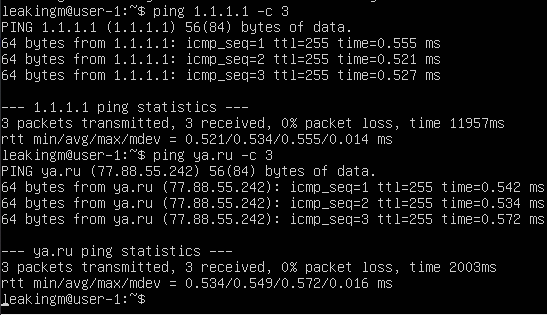 leakingm@user-1:~$ ping 1.1.1.1 -c 3
PING 1.1.1.1 (1.1.1.1) 56(84) bytes of data.
64 bytes from 1.1.1.1: icmp_seq=1 ttl=255 time=0.555 ms
64 bytes from 1.1.1.1: icmp_seq=2 ttl=255 time=0.521 ms
64 bytes from 1.1.1.1: icmp_seq=3 ttl=255 time=0.527 ms

--- 1.1.1.1 ping statistics ---
3 packets transmitted, 3 received, 0% packet loss, time 11957ms
rtt min/avg/max/mdev = 0.521/0.534/0.555/0.014 ms
leakingm@user-1:~$ ping ya.ru -c 3
PING ya.ru (77.88.55.242) 56(84) bytes of data.
64 bytes from ya.ru (77.88.55.242): icmp_seq=1 ttl=255 time=0.542 ms
64 bytes from ya.ru (77.88.55.242): icmp_seq=2 ttl=255 time=0.534 ms
64 bytes from ya.ru (77.88.55.242): icmp_seq=3 ttl=255 time=0.572 ms

--- ya.ru ping statistics ---
3 packets transmitted, 3 received, 0% packet loss, time 2003ms
rtt min/avg/max/mdev = 0.534/0.549/0.572/0.016 ms
leakingm@user-1:~$